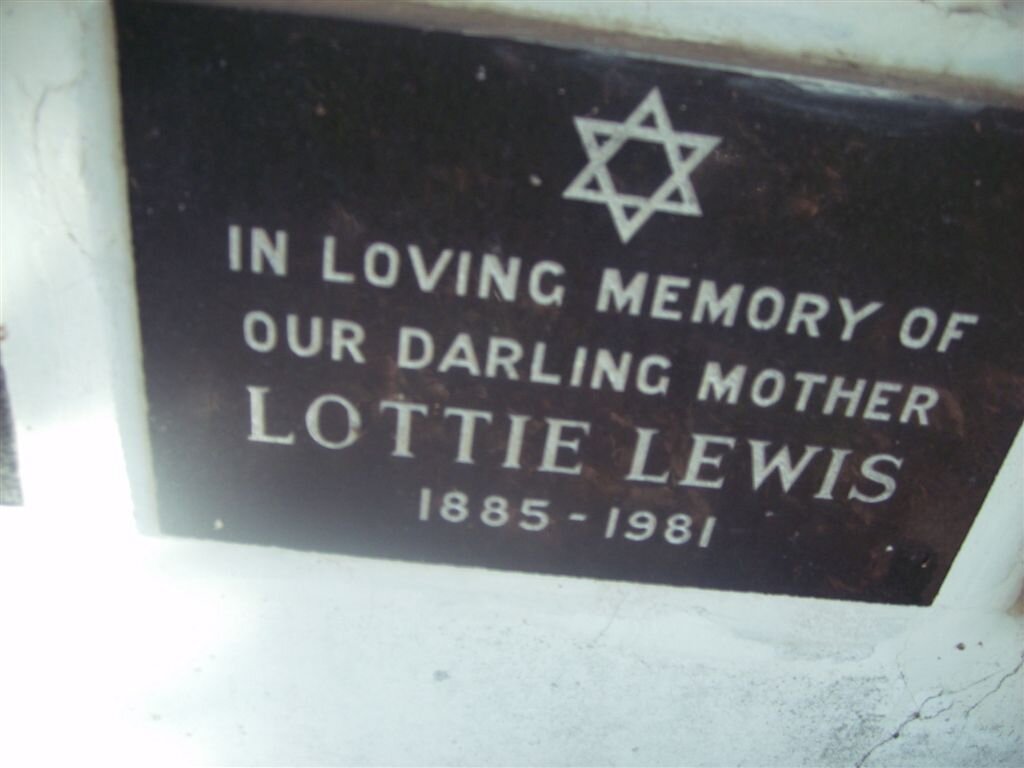 IN LOVING MEMORY OF
OUR DARLING MOTHER
LOTTIE LEWIS
1885 - 1981